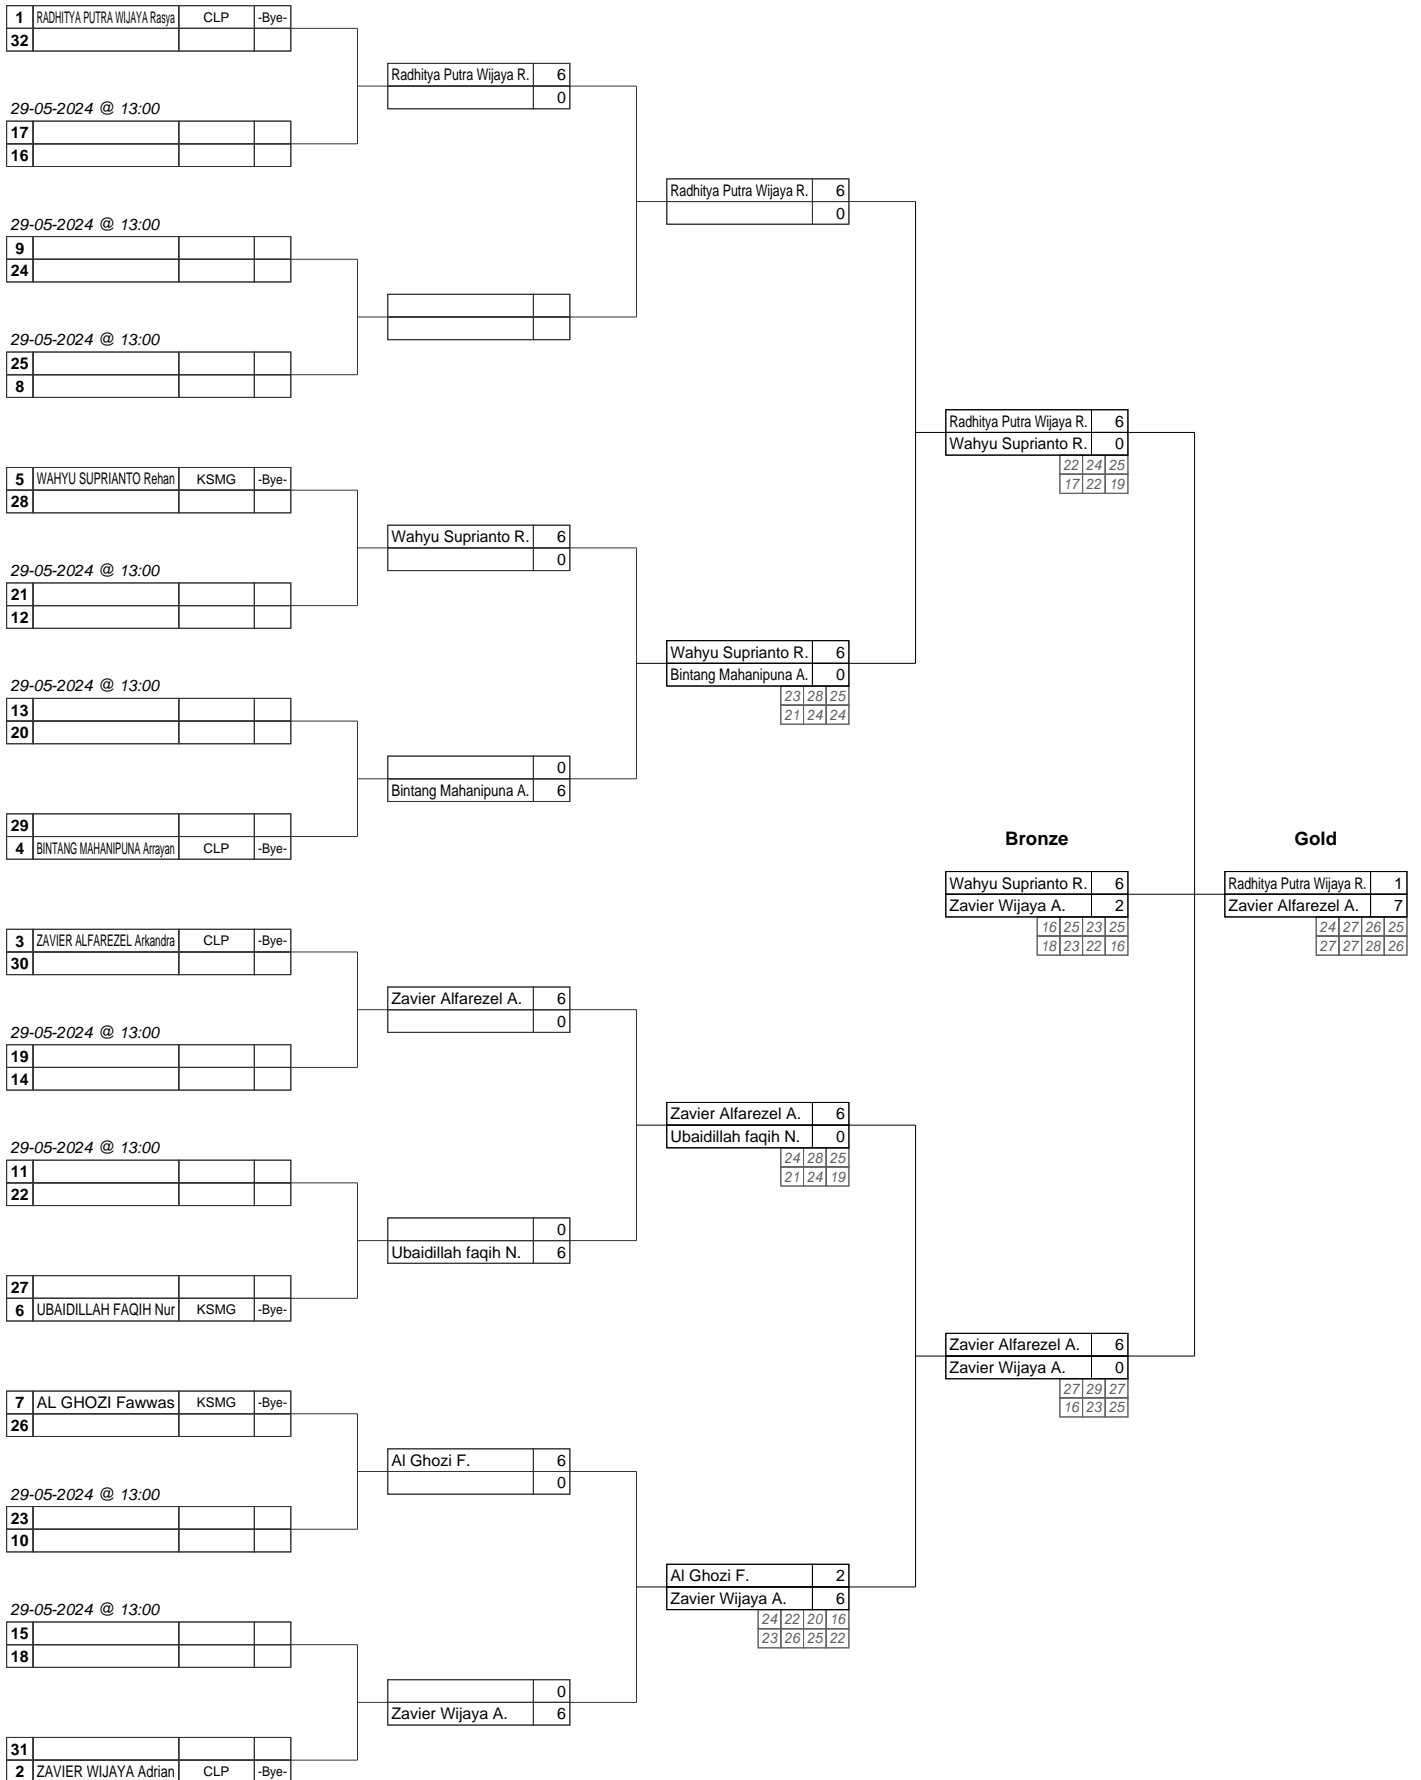 1 RADHITYA PUTRA WIJAYA Rasya CLP -Bye-
32
29-05-2024 @ 13:00
17
16
Radhitya Putra Wijaya R. 6
0
29-05-2024 @ 13:00
9
24
29-05-2024 @ 13:00
25
8
Radhitya Putra Wijaya R. 6
0
5 WAHYU SUPRIANTO Rehan KSMG -Bye-
28
29-05-2024 @ 13:00
21
12
Wahyu Suprianto R. 6
0
29-05-2024 @ 13:00
13
20
29
4 BINTANG MAHANIPUNA Arrayan CLP -Bye-
0
Bintang Mahanipuna A. 6
Wahyu Suprianto R. 6
Bintang Mahanipuna A. 0
23 28 25
21 24 24
Radhitya Putra Wijaya R. 6
Wahyu Suprianto R. 0
22 24 25
17 22 19
Bronze
Wahyu Suprianto R. 6
Zavier Wijaya A. 2
16 25 23 25
18 23 22 16
Gold
Radhitya Putra Wijaya R. 1
Zavier Alfarezel A. 7
24 27 26 25
27 27 28 26
3 ZAVIER ALFAREZEL Arkandra CLP -Bye-
30
29-05-2024 @ 13:00
19
14
Zavier Alfarezel A. 6
0
29-05-2024 @ 13:00
11
22
27
6 UBAIDILLAH FAQIH Nur KSMG -Bye-
0
Ubaidillah faqih N. 6
Zavier Alfarezel A. 6
Ubaidillah faqih N. 0
24 28 25
21 24 19
7 AL GHOZI Fawwas KSMG -Bye-
26
29-05-2024 @ 13:00
23
10
Al Ghozi F. 6
0
29-05-2024 @ 13:00
15
18
31
2 ZAVIER WIJAYA Adrian CLP -Bye-
0
Zavier Wijaya A. 6
Al Ghozi F. 2
Zavier Wijaya A. 6
24 22 20 16
23 26 25 22
Zavier Alfarezel A. 6
Zavier Wijaya A. 0
27 29 27
16 23 25